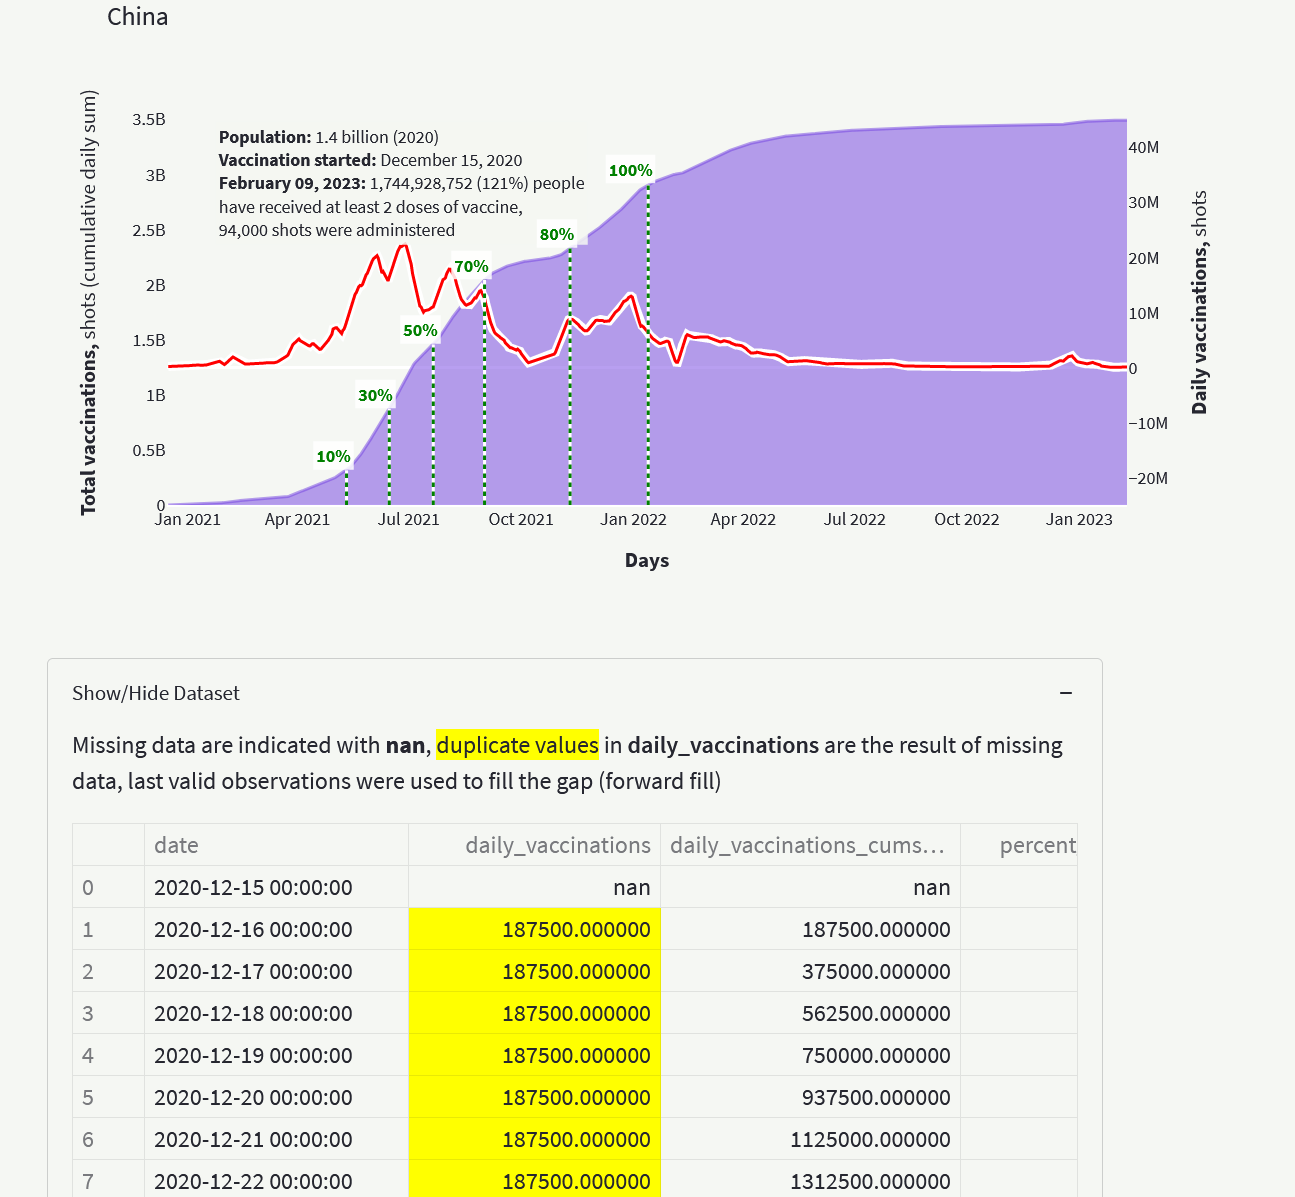 China
Total vaccinations, shots (cumulative daily sum)
3.5B
3B
2.5B
2B
1.5B
1B
0.5B
0
Population: 1.4 billion (2020)
Vaccination started: December 15, 2020
February 09, 2023: 1,744,928,752 (121%) people
have received at least 2 doses of vaccine,
94,000 shots were administered
10%
30%
50%
70%
80%
100%
40M
30M
20M
10M
0
−10M
−20M
Daily vaccinations, shots
Jan 2021 Apr 2021 Jul 2021 Oct 2021 Jan 2022 Apr 2022 Jul 2022 Oct 2022 Jan 2023
Days
Show/Hide Dataset
Missing data are indicated with nan, duplicate values in daily_vaccinations are the result of missing
data, last valid observations were used to fill the gap (forward fill)
date daily_vaccinations daily_vaccinations_cums… percent
0 2020-12-15 00:00:00 nan nan
1 2020-12-16 00:00:00 187500.000000 187500.000000
2 2020-12-17 00:00:00 187500.000000 375000.000000
3 2020-12-18 00:00:00 187500.000000 562500.000000
4 2020-12-19 00:00:00 187500.000000 750000.000000
5 2020-12-20 00:00:00 187500.000000 937500.000000
6 2020-12-21 00:00:00 187500.000000 1125000.000000
7 2020-12-22 00:00:00 187500.000000 1312500.000000